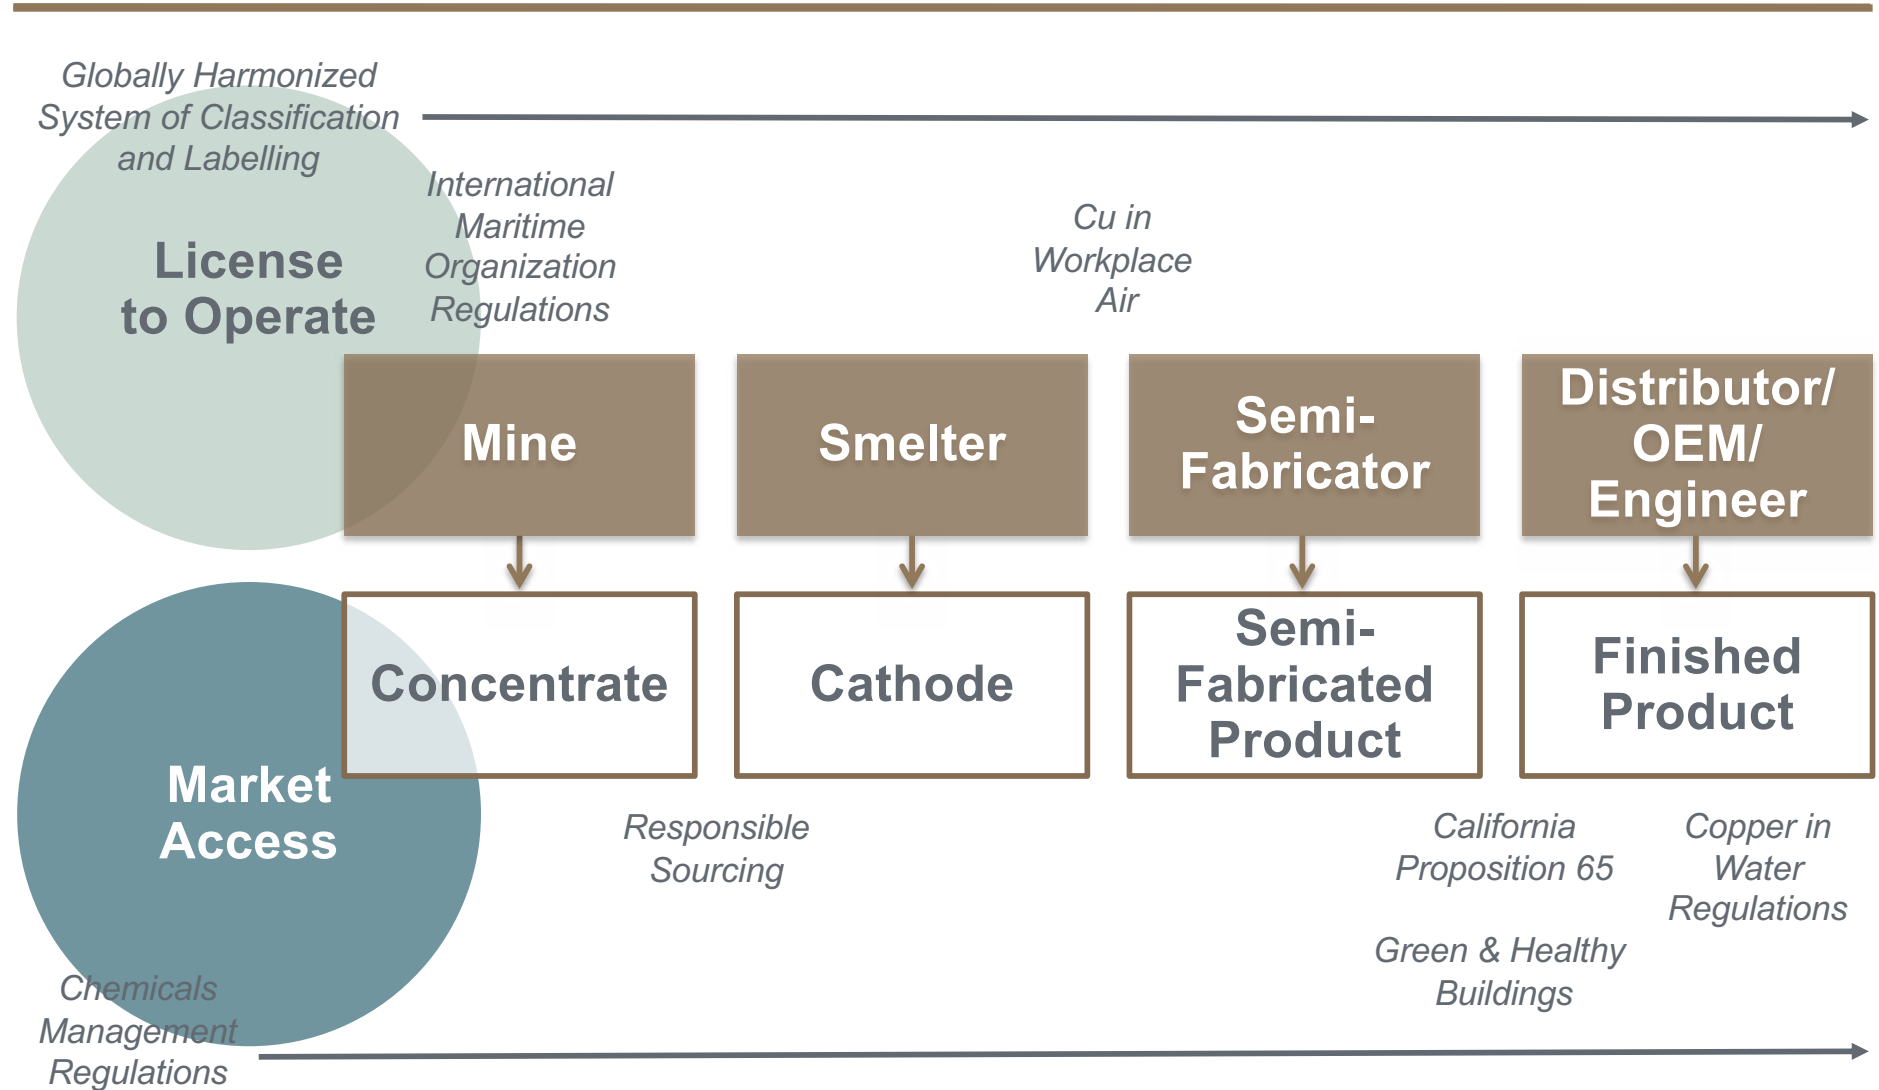 Globally Harmonized
System of Classification
and Labelling
International
Maritime
Organization
Regulations
Cu in
Workplace
Air
License
to Operate
Mine
Smelter
Semi-
Fabricator
Distributor/
OEM/
Engineer
Concentrate
Cathode
Semi-
Fabricated
Product
Finished
Product
Market
Access
Responsible
Sourcing
California
Proposition 65
Copper in
Water
Regulations
Green & Healthy
Buildings
Chemicals
Management
Regulations